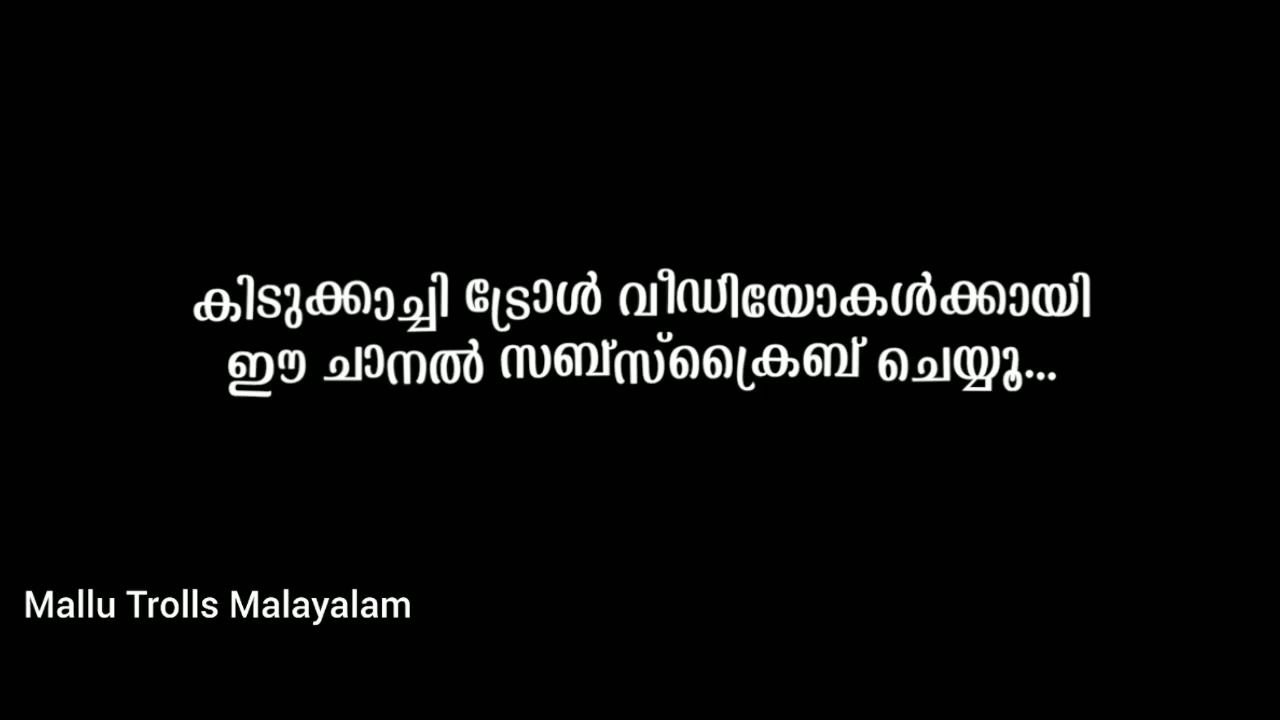 കിടുക്കാച്ചി ട്രോൾ വീഡിയോകൾക്കായി
ഈ ചാനൽ സബ്സ്ക്രൈബ് ചെയ്യൂ...
Mallu Trolls Malayalam